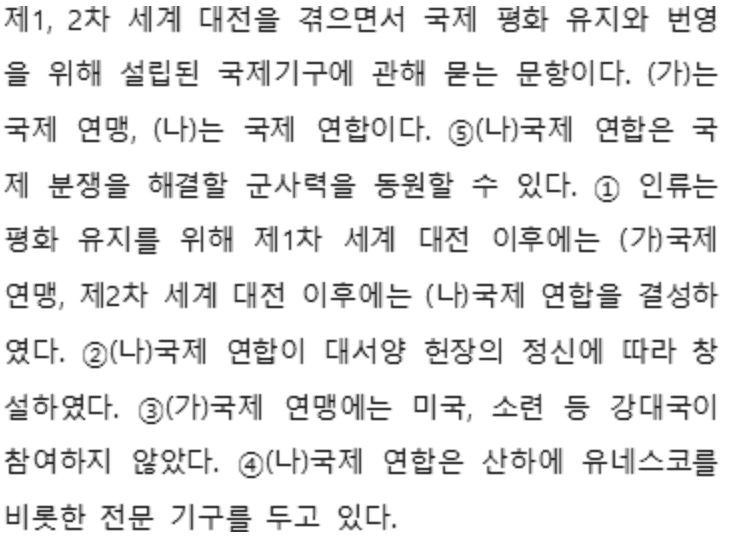 제1, 2차 세계 대전을 겪으면서 국제 평화 유지와 번영
을 위해 설립된 국제기구에 관해 묻는 문항이다. (가)는
국제 연맹, (나)는 국제 연합이다. ⑤(나)국제 연합은 국
제 분쟁을 해결할 군사력을 동원할 수 있다. ① 인류는
평화 유지를 위해 제1차 세계 대전 이후에는 (가)국제
연맹, 제2차 세계 대전 이후에는 (나)국제 연합을 결성하
였다. ②(나)국제 연합이 대서양 헌장의 정신에 따라 창
설하였다. ③(가)국제 연맹에는 미국, 소련 등 강대국이
참여하지 않았다. ④(나)국제 연합은 산하에 유네스코를
비롯한 전문 기구를 두고 있다.